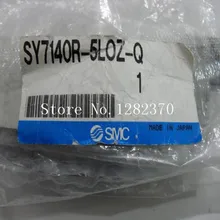 SY7140R-5LOZ-Q
1
Store No: 1282370
SMC
MADE IN JAPAN